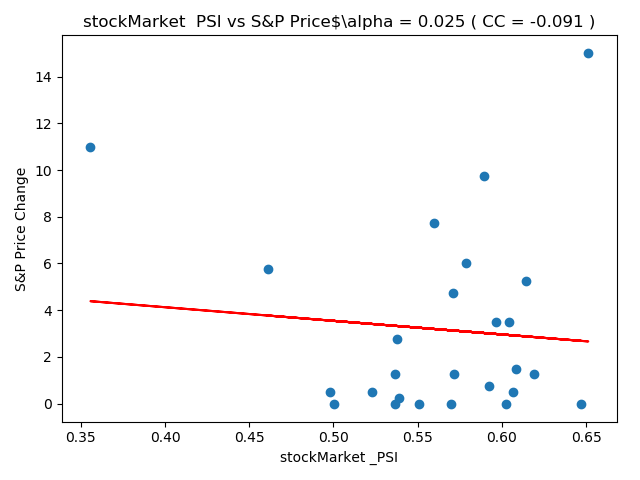 stockMarket  PSI vs S&P Price$\alpha = 0.025 ( CC = -0.091 )
14
12
10
8
6
4
2
0
S&P Price Change
0.35 0.40 0.45 0.50 0.55 0.60 0.65
stockMarket _PSI